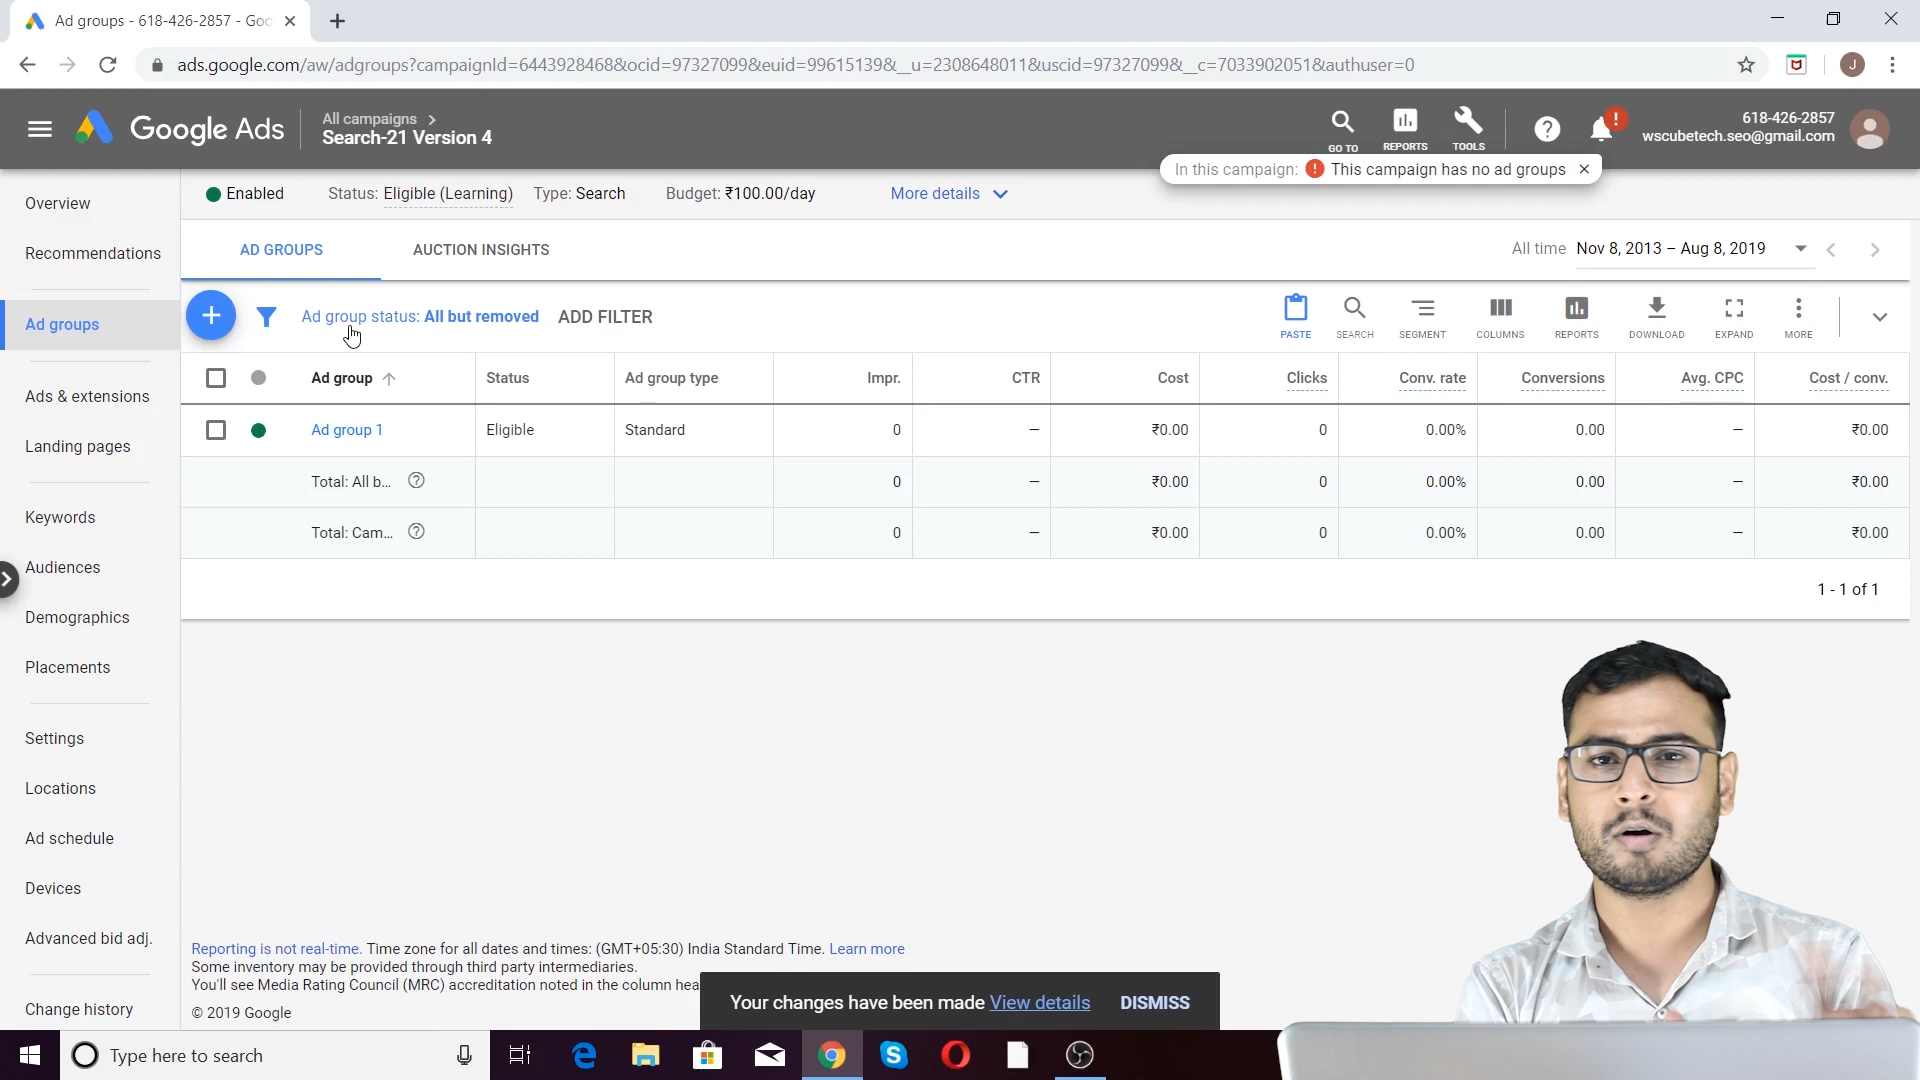 Ad groups - 618-426-2857 - Goo
ads.google.com/aw/adgroups?campaignId=6443928468&ocid=97327099&euid=99615139&__u=2308648011&uscid=97327099&__c=7033902051&authuser=0
J
Google Ads
All campaigns
Search-21 Version 4
GO TO
REPORTS
TOOLS
618-426-2857
wscubetech.seo@gmail.com
In this campaign: This campaign has no ad groups
Enabled Status: Eligible (Learning) Type: Search Budget: ₹100.00/day More details
Overview
Recommendations
Ad groups
Ads & extensions
Landing pages
Keywords
Audiences
Demographics
Placements
Settings
Locations
Ad schedule
Devices
Advanced bid adj.
Change history
AD GROUPS AUCTION INSIGHTS
All time Nov 8, 2013 – Aug 8, 2019
Ad group status: All but removed ADD FILTER
PASTE SEARCH SEGMENT COLUMNS REPORTS DOWNLOAD EXPAND MORE
Ad group Status Ad group type Impr. CTR Cost Clicks Conv. rate Conversions Avg. CPC Cost / conv.
Ad group 1 Eligible Standard 0 – ₹0.00 0 0.00% 0.00 – ₹0.00
Total: All b... 0 – ₹0.00 0 0.00% 0.00 – ₹0.00
Total: Cam... 0 – ₹0.00 0 0.00% 0.00 – ₹0.00
1 - 1 of 1
Reporting is not real-time. Time zone for all dates and times: (GMT+05:30) India Standard Time. Learn more
Some inventory may be provided through third party intermediaries.
You'll see Media Rating Council (MRC) accreditation noted in the column hea
© 2019 Google
Your changes have been made View details DISMISS
Type here to search